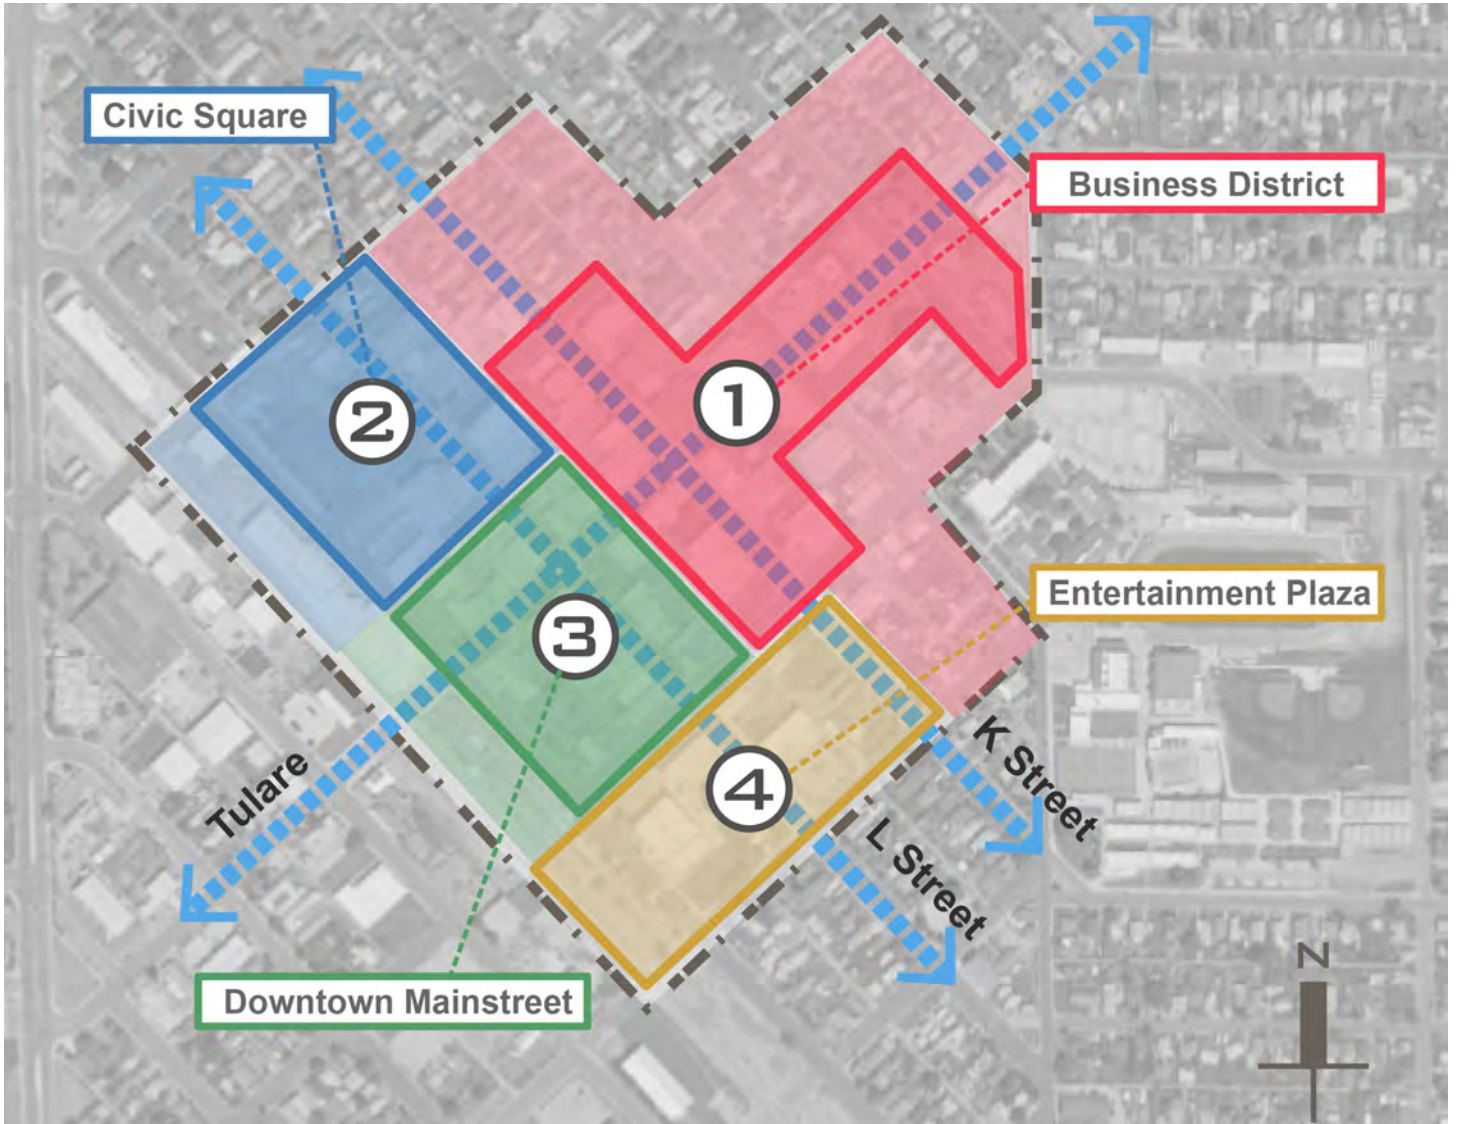 Civic Square
Business District
1
2
3
Entertainment Plaza
4
K Street
Tulare
L Street
N
Downtown Mainstreet